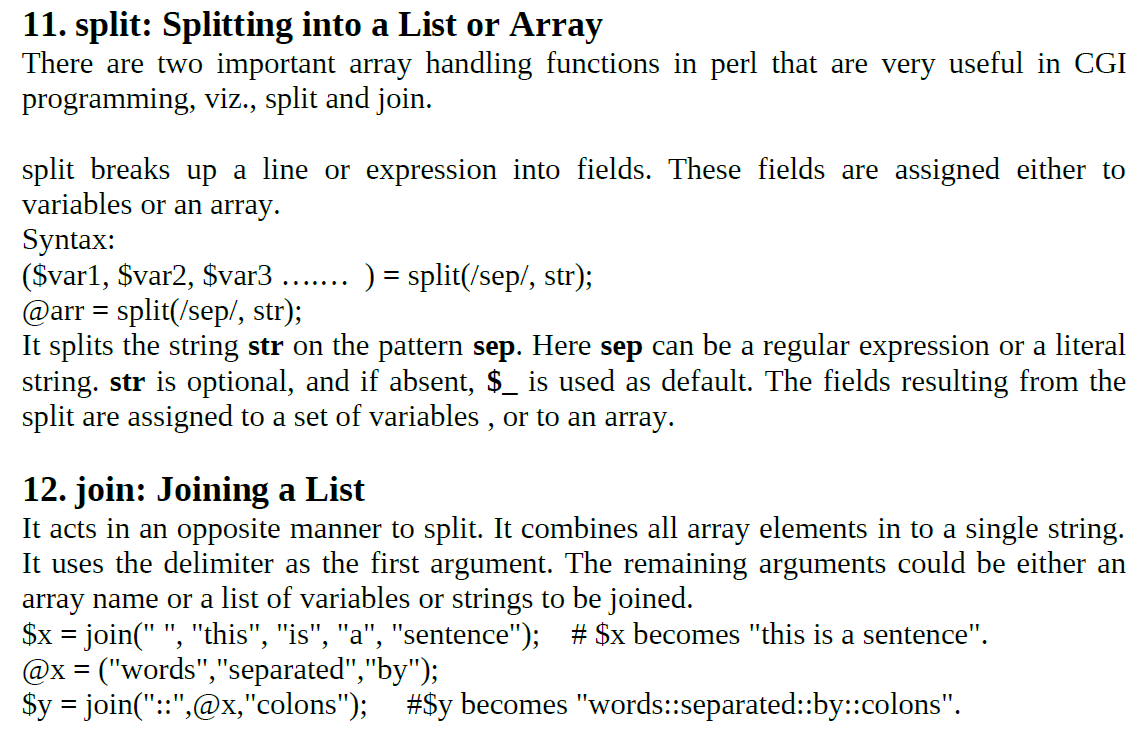 11. split: Splitting into a List or Array
There are two important array handling functions in perl that are very useful in CGI
programming, viz., split and join.
split breaks up a line or expression into fields. These fields are assigned either to
variables or an array.
Syntax:
($var1, $var2, $var3 ….… ) = split(/sep/, str);
@arr = split(/sep/, str);
It splits the string str on the pattern sep. Here sep can be a regular expression or a literal
string. str is optional, and if absent, $_ is used as default. The fields resulting from the
split are assigned to a set of variables , or to an array.
12. join: Joining a List
It acts in an opposite manner to split. It combines all array elements in to a single string.
It uses the delimiter as the first argument. The remaining arguments could be either an
array name or a list of variables or strings to be joined.
$x = join(" ", "this", "is", "a", "sentence"); # $x becomes "this is a sentence".
@x = ("words","separated","by");
$y = join("::",@x,"colons"); #$y becomes "words::separated::by::colons".